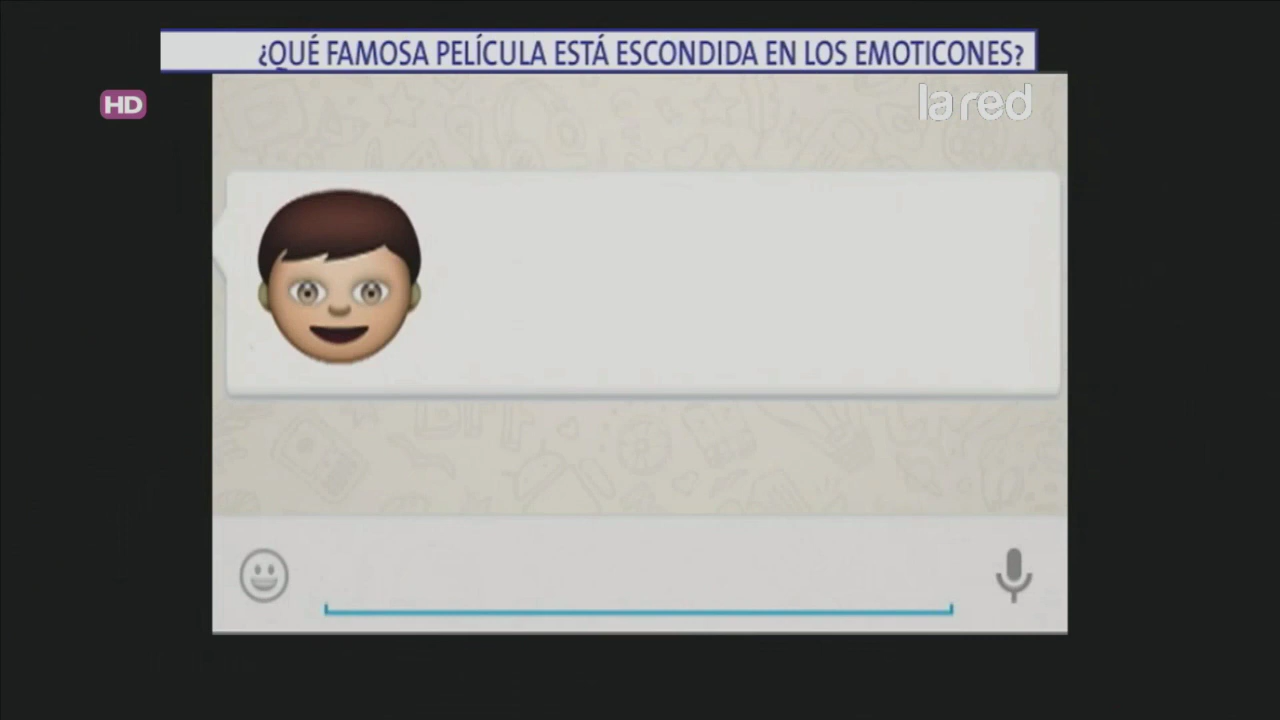 ¿QUÉ FAMOSA PELÍCULA ESTÁ ESCONDIDA EN LOS EMOTICONES?
HD
la red